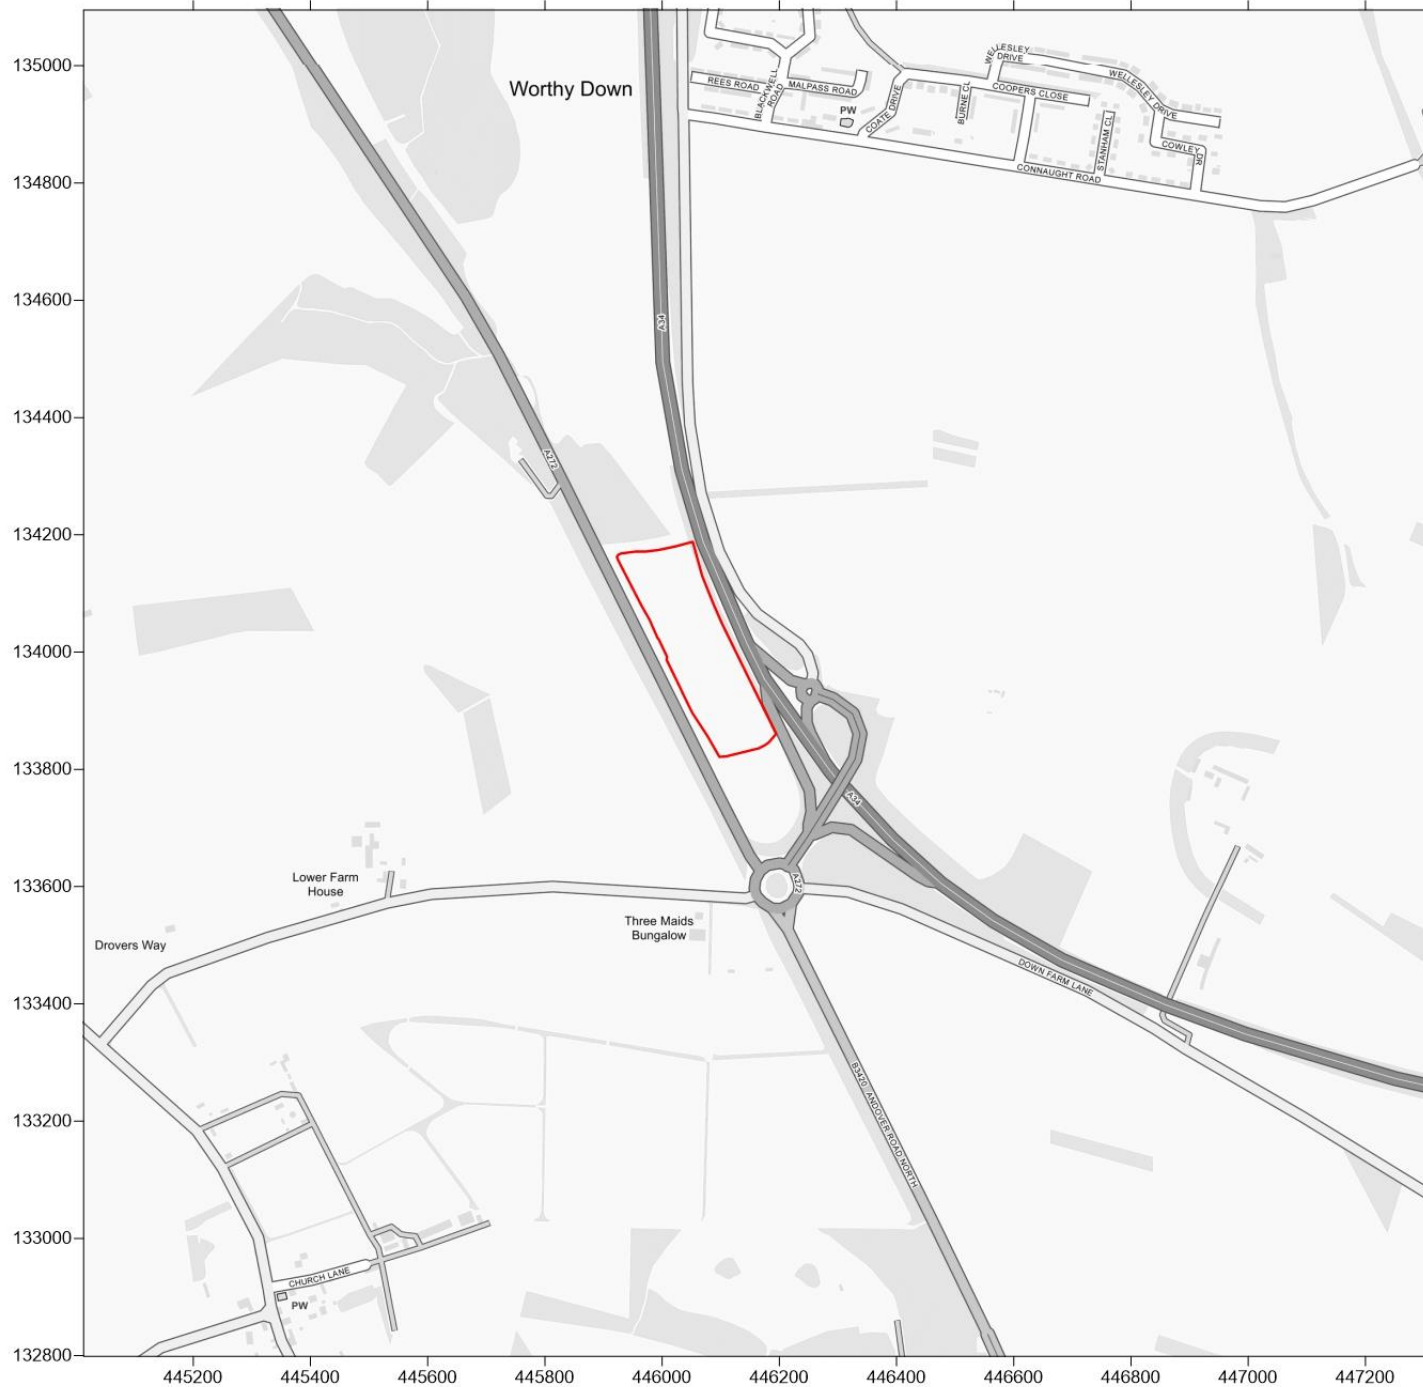 135000
134800
134600
134400
134200
134000
133800
133600
133400
133200
133000
132800
445200
445400
445600
445800
446000
446200
446400
446600
446800
447000
447200
Worthy Down
REES ROAD
BLACKWELL
ROAD
MALPASS ROAD
PW
COATE DRIVE
BURNE CL
WELLESLEY
DRIVE
COOPERS CLOSE
WELLESLEY DRIVE
STANHAM CL
COWLEY DR
CONNAUGHT ROAD
A34
A272
A34
A272
Lower Farm
House
Drovers Way
Three Maids
Bungalow
DOWN FARM LANE
B3420 ANDOVER ROAD NORTH
CHURCH LANE
PW